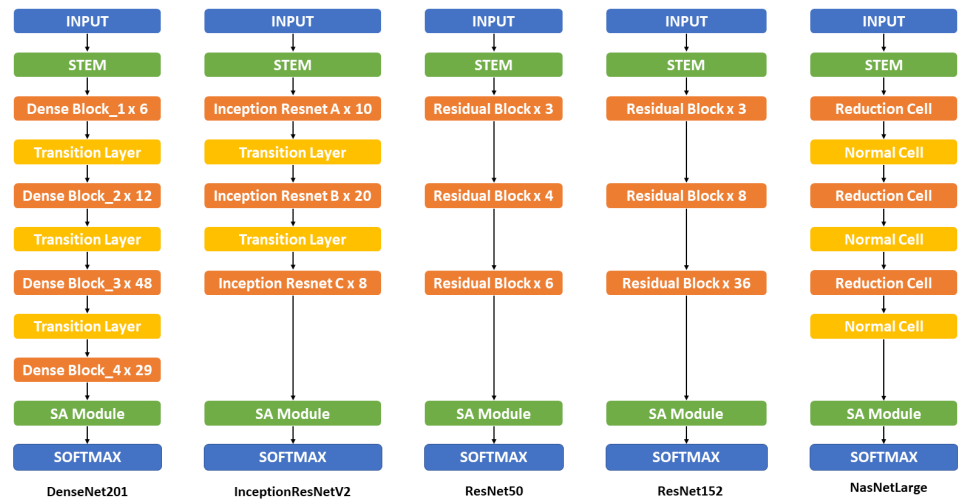 INPUT
STEM
Dense Block_1 x 6
Transition Layer
Dense Block_2 x 12
Transition Layer
Dense Block_3 x 48
Transition Layer
Dense Block_4 x 29
SA Module
SOFTMAX
DenseNet201
INPUT
STEM
Inception Resnet A x 10
Transition Layer
Inception Resnet B x 20
Transition Layer
Inception Resnet C x 8
SA Module
SOFTMAX
InceptionResNetV2
INPUT
STEM
Residual Block x 3
Residual Block x 4
Residual Block x 6
SA Module
SOFTMAX
ResNet50
INPUT
STEM
Residual Block x 3
Residual Block x 8
Residual Block x 36
SA Module
SOFTMAX
ResNet152
INPUT
STEM
Reduction Cell
Normal Cell
Reduction Cell
Normal Cell
Reduction Cell
Normal Cell
SA Module
SOFTMAX
NasNetLarge